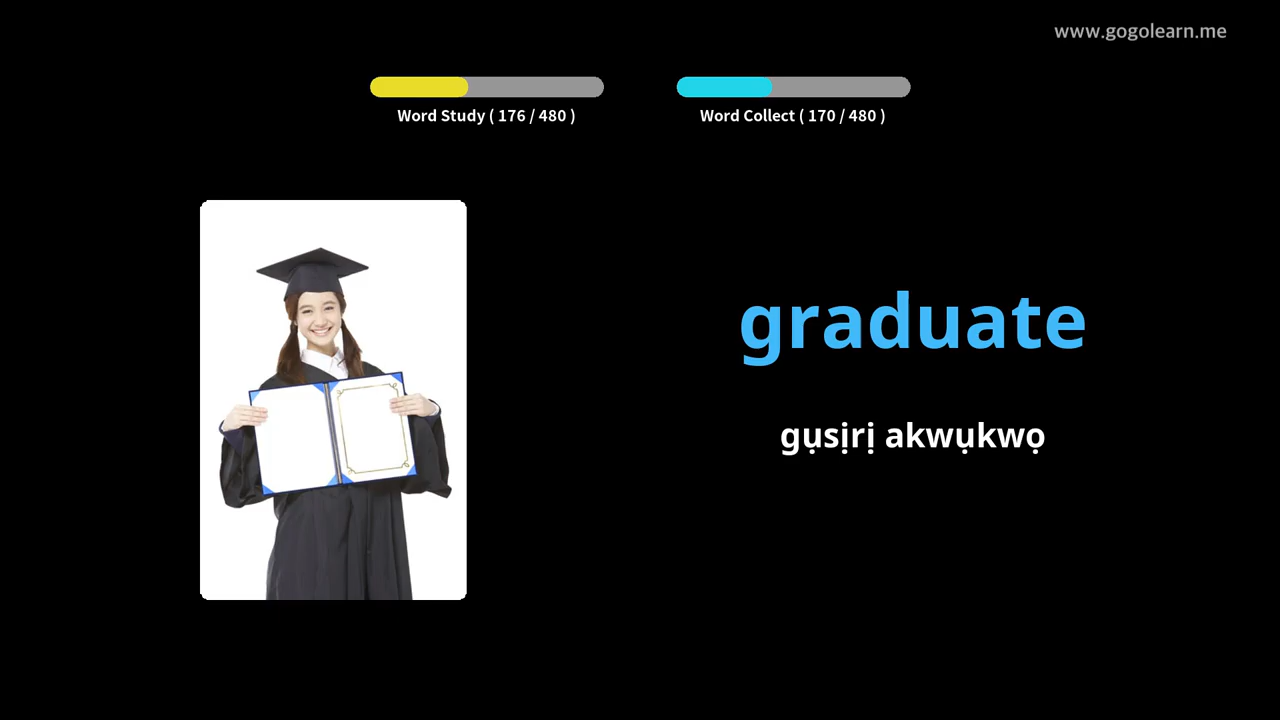 www.gogolearn.me
Word Study ( 176 / 480 )
Word Collect ( 170 / 480 )
graduate
gụsịrị akwụkwọ